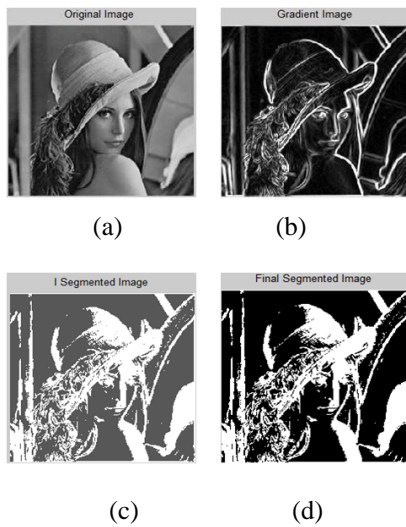 Original Image
Gradient Image
(a)
(b)
I Segmented Image
Final Segmented Image
(c)
(d)